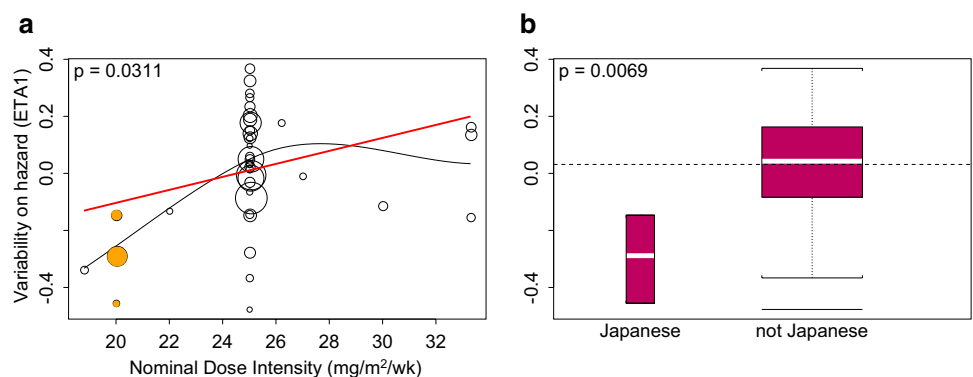 a
p = 0.0311
Variability on hazard (ETA1)
0.4
0.2
0.0
-0.4
20
22
24
26
28
30
32
Nominal Dose Intensity (mg/m²/wk)
b
p = 0.0069
0.4
0.2
0.0
-0.4
Japanese
not Japanese